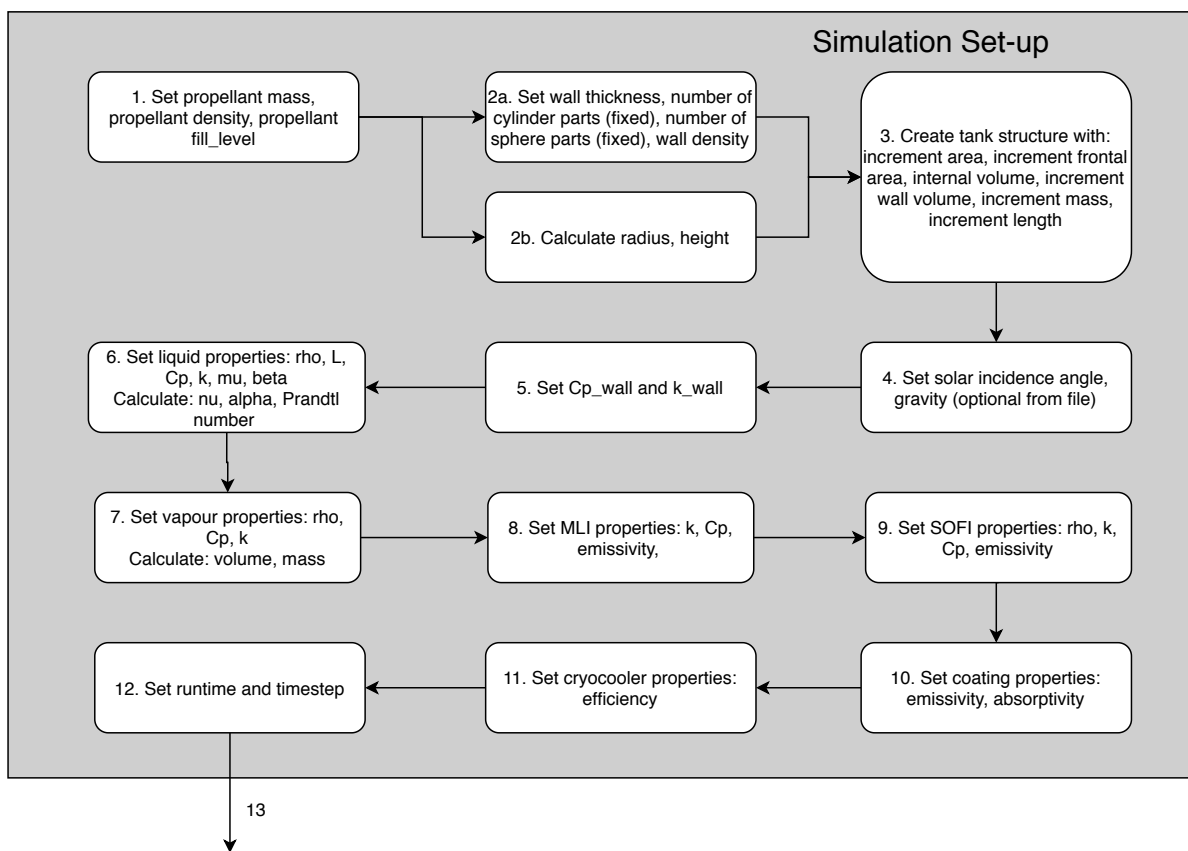 Simulation Set-up
1. Set propellant mass,
propellant density, propellant
fill_level
2a. Set wall thickness, number of
cylinder parts (fixed), number of
sphere parts (fixed), wall density
2b. Calculate radius, height
3. Create tank structure with:
increment area, increment frontal
area, internal volume, increment
wall volume, increment mass,
increment length
4. Set solar incidence angle,
gravity (optional from file)
5. Set Cp_wall and k_wall
6. Set liquid properties: rho, L,
Cp, k, mu, beta
Calculate: nu, alpha, Prandtl
number
7. Set vapour properties: rho,
Cp, k
Calculate: volume, mass
8. Set MLI properties: k, Cp,
emissivity,
9. Set SOFI properties: rho, k,
Cp, emissivity
10. Set coating properties:
emissivity, absorptivity
11. Set cryocooler properties:
efficiency
12. Set runtime and timestep
13